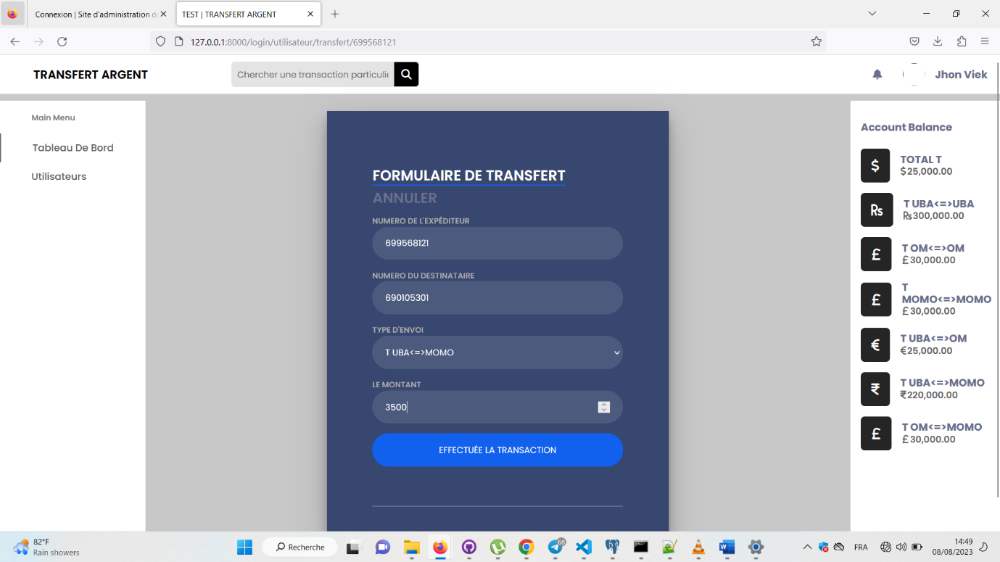 Connexion | Site d'administration de
TEST | TRANSFERT ARGENT
127.0.0.1:8000/login/utilisateur/transfert/699568121
TRANSFERT ARGENT
Chercher une transaction particuliè
Jhon Viek
Main Menu
Tableau De Bord
Utilisateurs
FORMULAIRE DE TRANSFERT
ANNULER
NUMERO DE L'EXPÉDITEUR
699568121
NUMERO DU DESTINATAIRE
690105301
TYPE D'ENVOI
T UBA<=>MOMO
LE MONTANT
3500
EFFECTUÉE LA TRANSACTION
Account Balance
$
TOTAL T
$25,000.00
₨
T UBA<=>UBA
₨300,000.00
£
T OM<=>OM
£30,000.00
£
T
MOMO<=>MOMO
£30,000.00
€
T UBA<=>OM
€25,000.00
₹
T UBA<=>MOMO
₹220,000.00
£
T OM<=>MOMO
£30,000.00
82°F
Rain showers
Recherche
68
FRA
14:49
08/08/2023